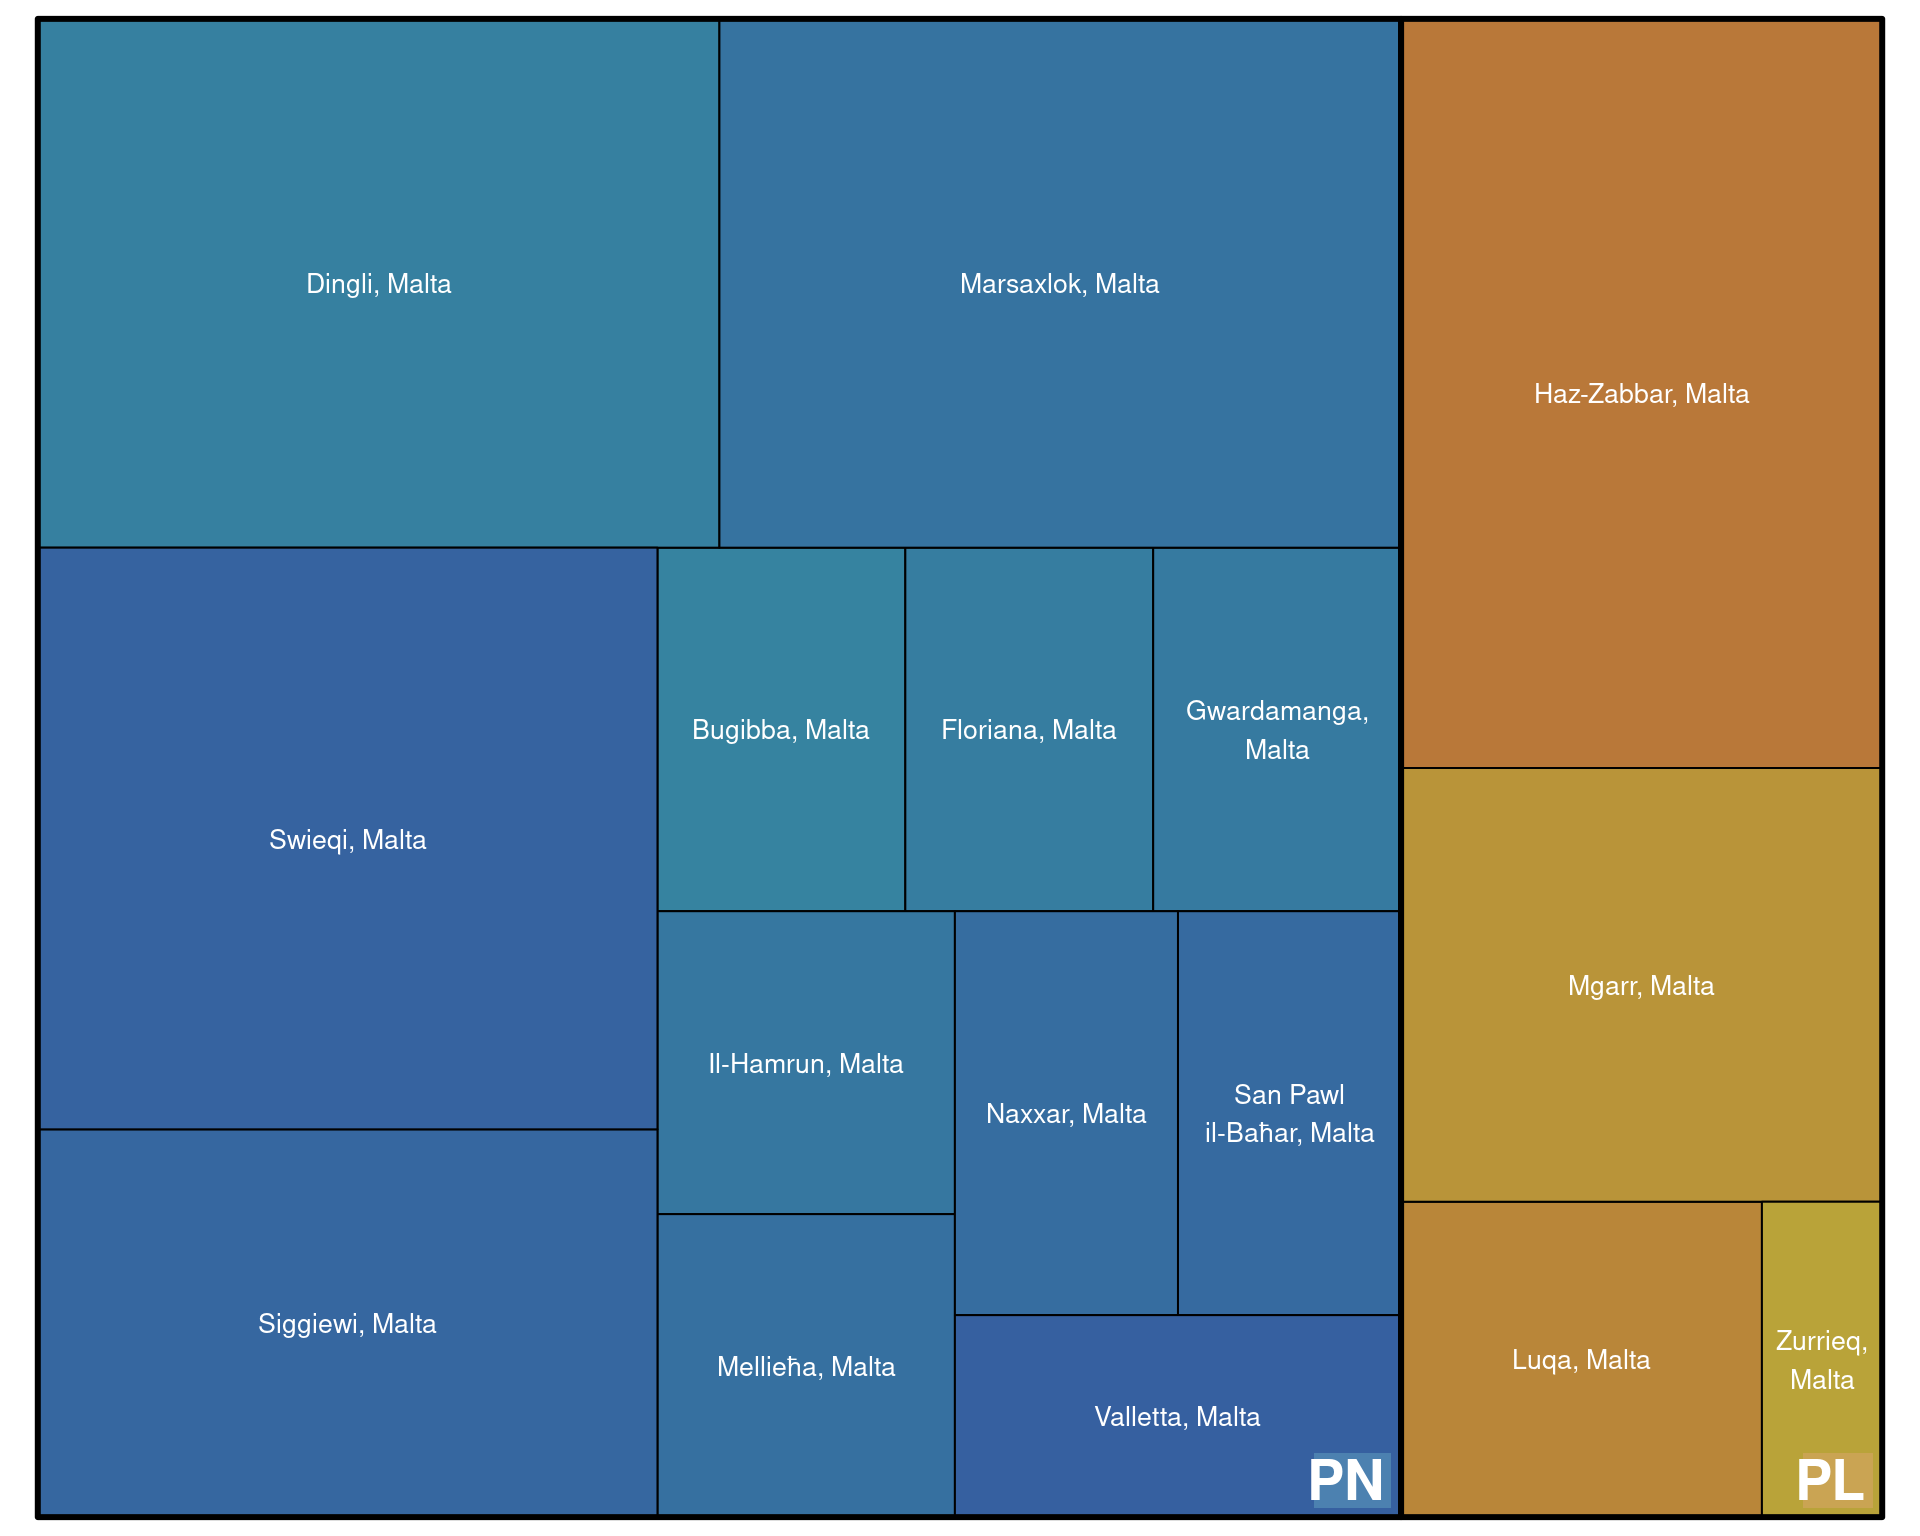 Dingli, Malta
Marsaxlok, Malta
Haz-Zabbar, Malta
Swieqi, Malta
Bugibba, Malta
Floriana, Malta
Gwardamanga,
Malta
Mgarr, Malta
Il-Hamrun, Malta
Naxxar, Malta
San Pawl
il-Baħar, Malta
Siggiewi, Malta
Mellieħa, Malta
Valletta, Malta
Luqa, Malta
Zurrieq,
Malta
PN
PL